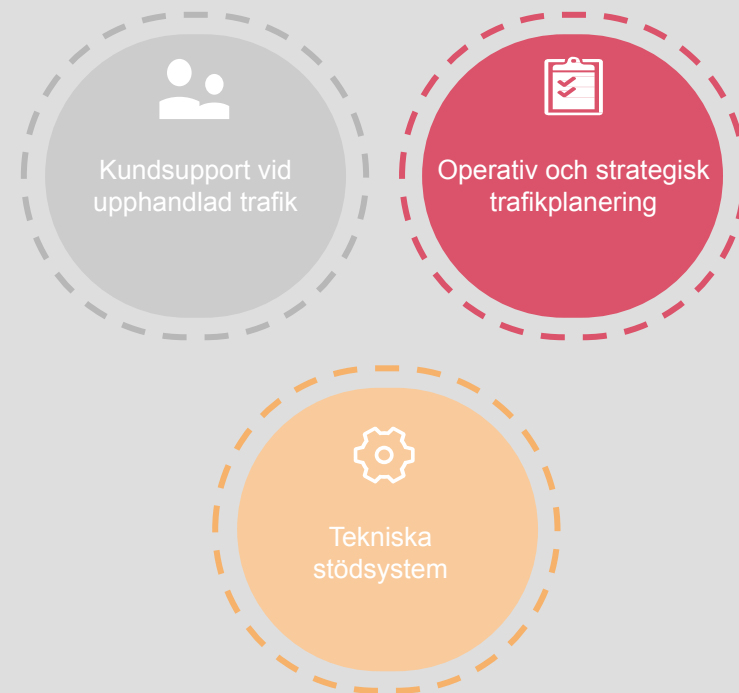 Kundsupport vid
upphandlad trafik
Operativ och strategisk
trafikplanering
Tekniska
stödsystem